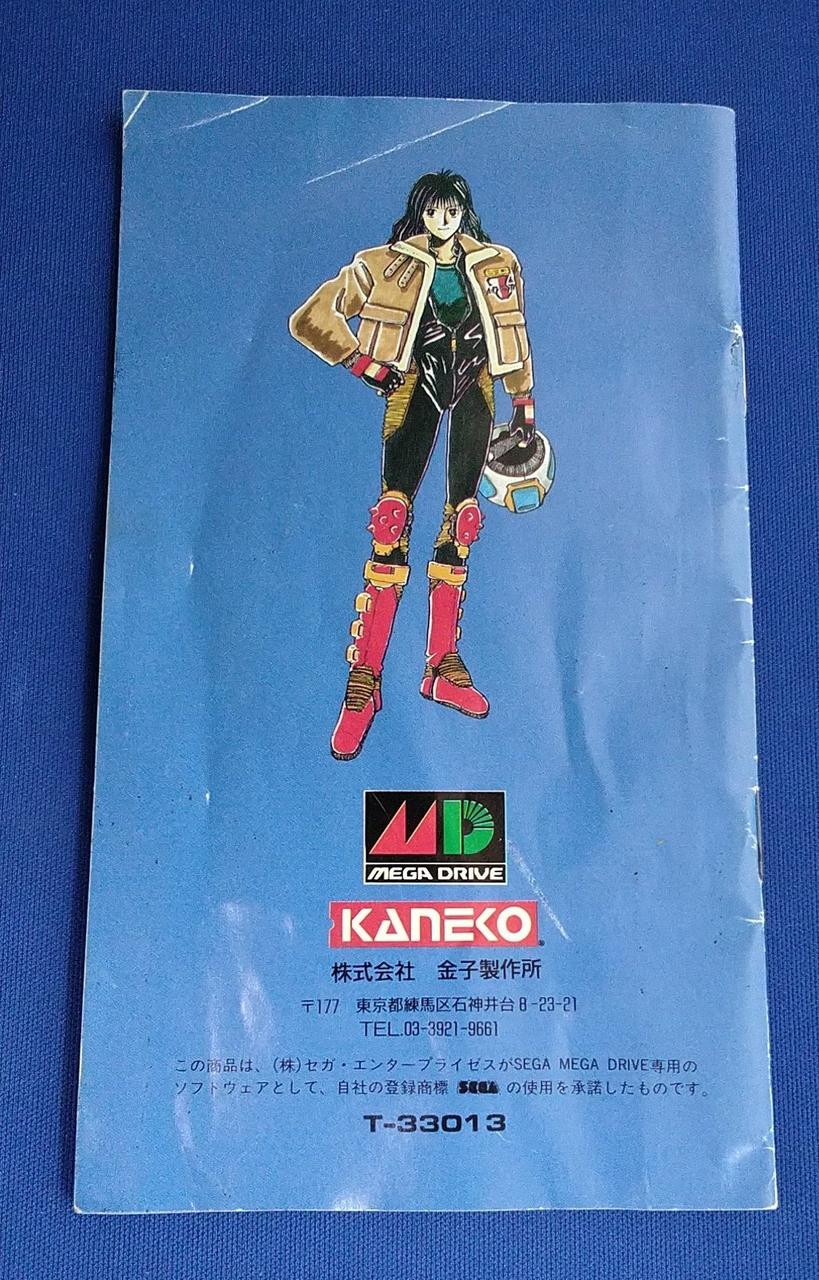 MD
MEGA DRIVE
KANEKO
株式会社 金子製作所
〒177 東京都練馬区石神井台8-23-21
TEL.03-3921-9661
この商品は、(株)セガ・エンタープライゼスがSEGA MEGA DRIVE専用の
ソフトウェアとして、自社の登録商標 SEGA の使用を承諾したものです。
T-33013